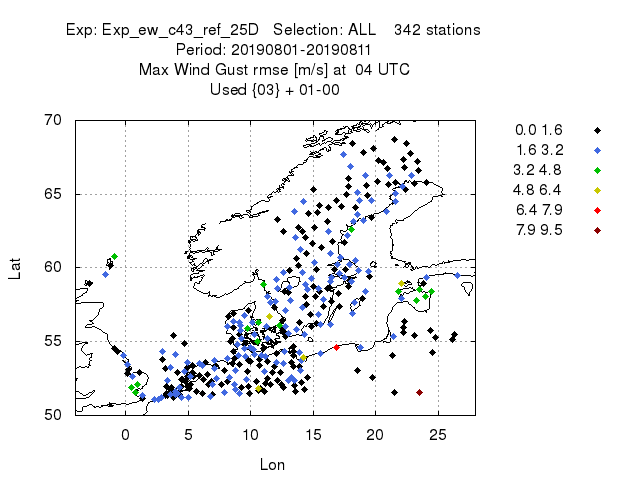 Exp: Exp_ew_c43_ref_25D   Selection: ALL    342 stations
Period: 20190801-20190811
Max Wind Gust rmse [m/s] at  04 UTC
Used {03} + 01-00
70
65
60
55
50
Lat
0 5 10 15 20 25
Lon
0.0 1.6
1.6 3.2
3.2 4.8
4.8 6.4
6.4 7.9
7.9 9.5